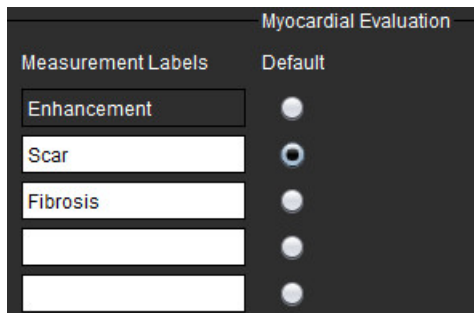 Myocardial Evaluation
Measurement Labels Default
Enhancement
Scar
Fibrosis